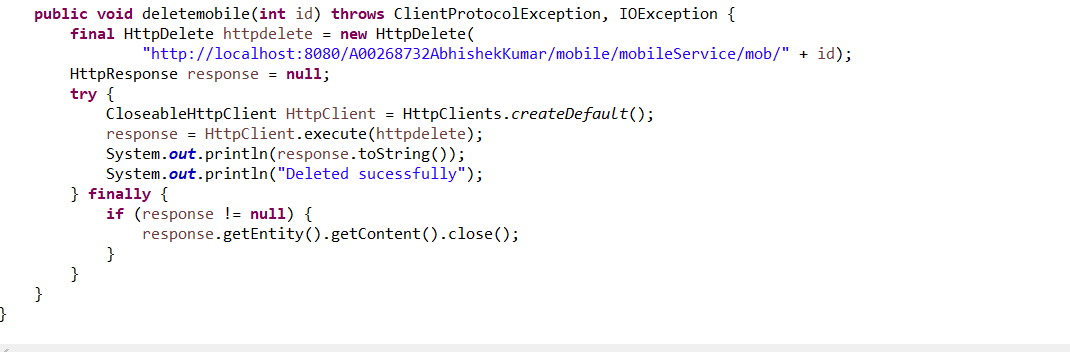 public void deletemobile(int id) throws ClientProtocolException, IOException {
final HttpDelete httpdelete = new HttpDelete(
"http://localhost:8080/A00268732AbhishekKumar/mobile/mobileService/mob/" + id);
HttpResponse response = null;
try {
CloseableHttpClient HttpClient = HttpClients.createDefault();
response = HttpClient.execute(httpdelete);
System.out.println(response.toString());
System.out.println("Deleted sucessfully");
} finally {
if (response != null) {
response.getEntity().getContent().close();
}
}
}
}